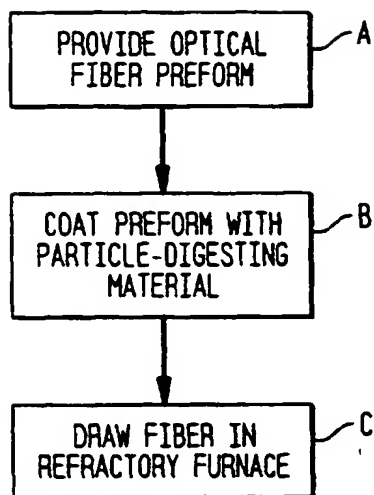 PROVIDE OPTICAL
FIBER PREFORM
A
COAT PREFORM WITH
PARTICLE-DIGESTING
MATERIAL
B
DRAW FIBER IN
REFRACTORY FURNACE
C